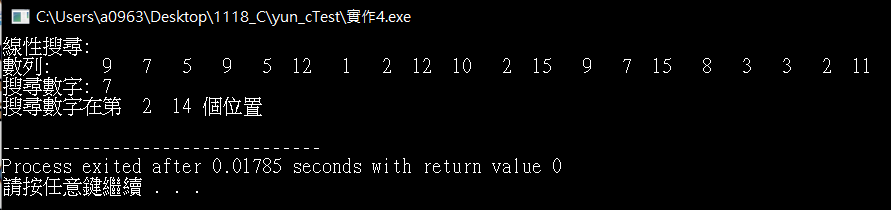 C:\Users\a0963\Desktop\1118_C\yun_cTest\實作4.exe
線性搜尋:
數列:     9   7   5   9   5  12   1   2  12  10   2  15   9   7  15   8   3   3   2  11
搜尋數字: 7
搜尋數字在第  2  14 個位置
--------------------------------
Process exited after 0.01785 seconds with return value 0
請按任意鍵繼續 . . .